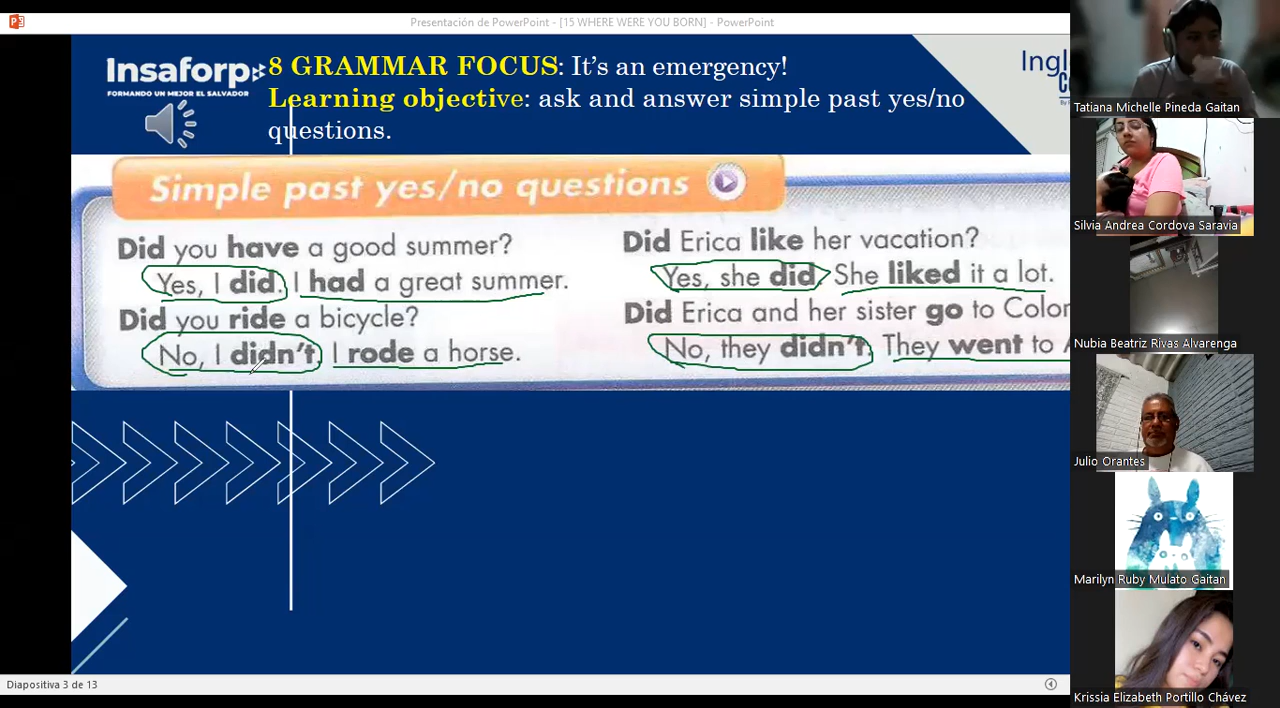 Presentación de PowerPoint - [15 WHERE WERE YOU BORN] - PowerPoint
Insaforp
FORMANDO UN MEJOR EL SALVADOR
8 GRAMMAR FOCUS: It's an emergency!
Learning objective: ask and answer simple past yes/no
questions.
Ingl
Simple past yes/no questions
Did you have a good summer?
Yes, I did. I had a great summer.
Did you ride a bicycle?
No, I didn't. I rode a horse.
Did Erica like her vacation?
Yes, she did. She liked it a lot.
Did Erica and her sister go to Color
No, they didn't. They went to
Diapositiva 3 de 13
Tatiana Michelle Pineda Gaitan
Silvia Andrea Cordova Saravia
Nubia Beatriz Rivas Alvarenga
Julio Orantes
Marilyn Ruby Mulato Gaitan
Krissia Elizabeth Portillo Chávez